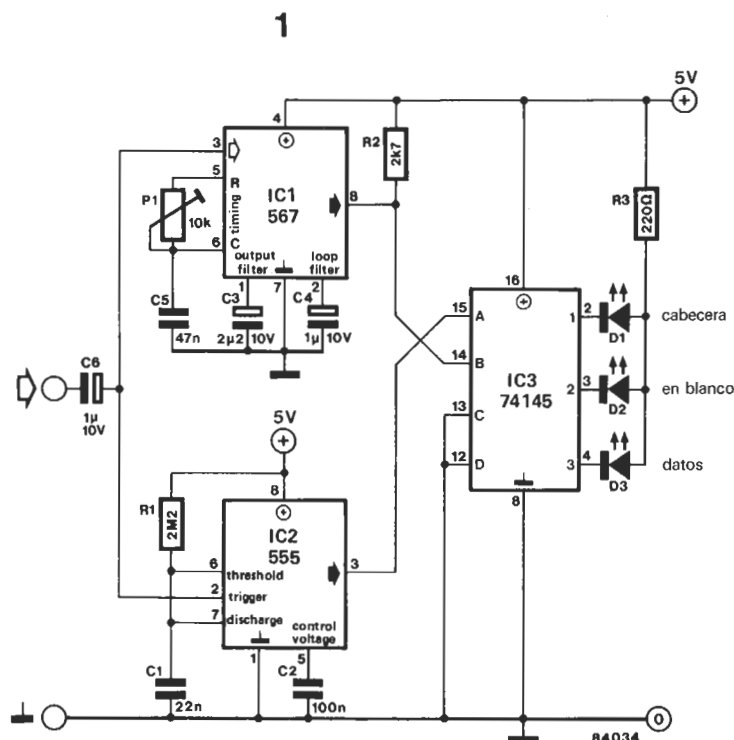 1
5V
4
3
5
R
P1
10k
timing
6
C
IC1
567
8
output
filter
loop
filter
1
7
2
R2
2k7
R3
220Ω
C5
47n
C3
2µ2
10V
C4
1µ
10V
16
15
A
14
B
13
C
12
D
IC3
74145
1
2
D1
cabecera
2
3
D2
en blanco
3
4
D3
datos
8
C6
1µ
10V
5V
8
R1
2M2
IC2
555
6
threshold
2
trigger
7
discharge
3
control
voltage
1
5
C1
22n
C2
100n
0
84034